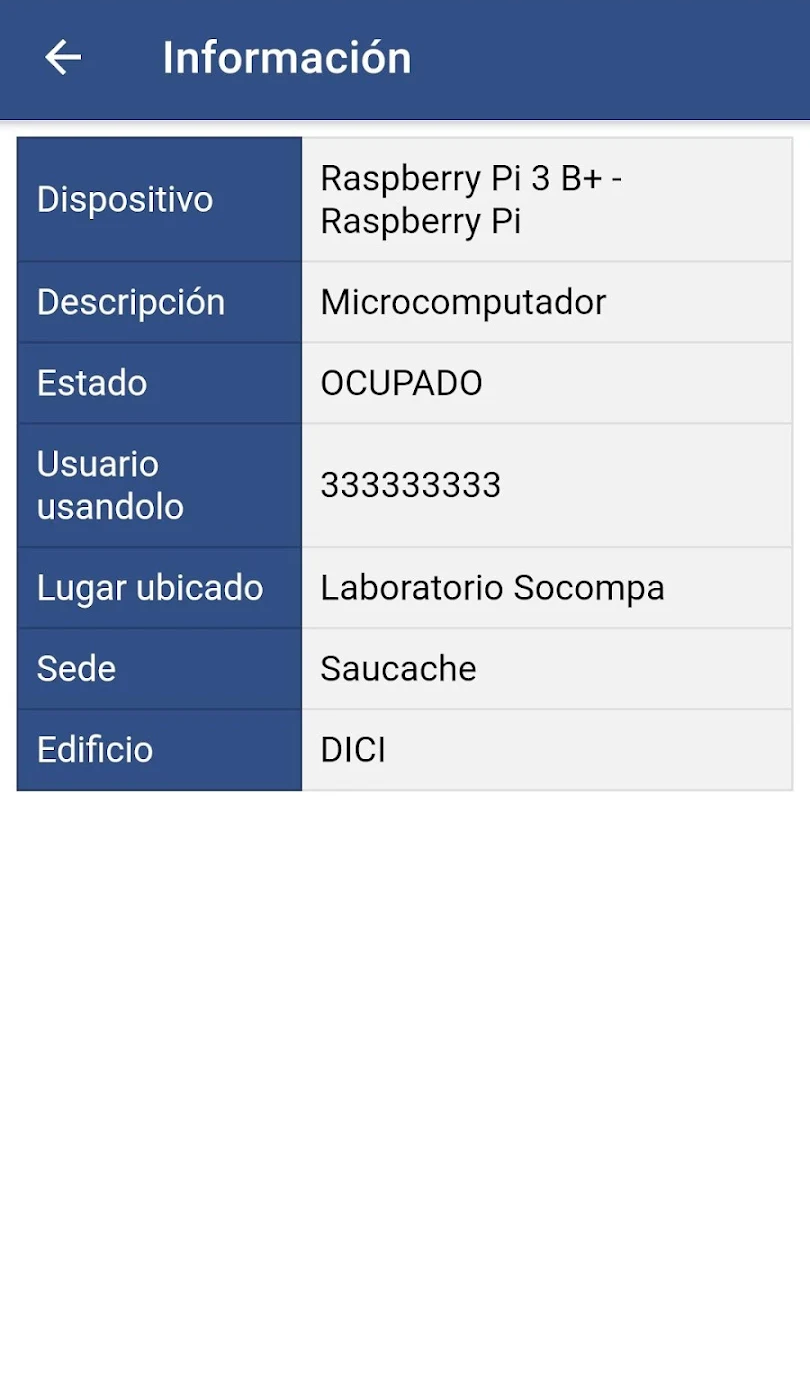 Información
Dispositivo
Raspberry Pi 3 B+ -
Raspberry Pi
Descripción
Microcomputador
Estado
OCUPADO
Usuario
usandolo
333333333
Lugar ubicado
Laboratorio Socompa
Sede
Saucache
Edificio
DICI